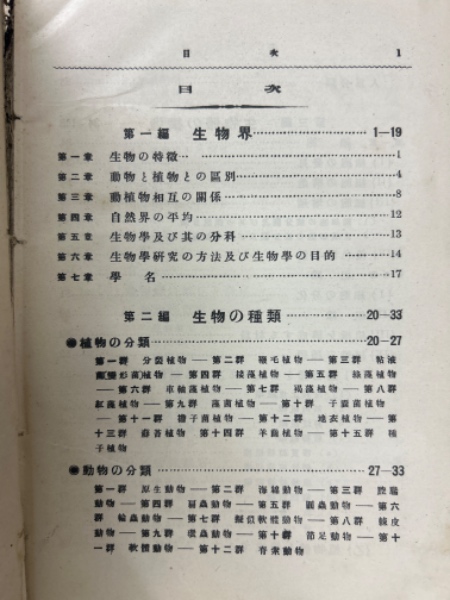 目次 1
目次
第一編 生物界 1—19
第一章 生物の特徴 1
第二章 動物と植物との區別 4
第三章 動植物相互の關係 8
第四章 自然界の平均 12
第五章 生物學及び其の分科 13
第六章 生物學研究の方法及び生物學の目的 14
第七章 學名 17
第二編 生物の種類 20—33
◉植物の分類 20—27
第一群 分裂植物 — 第二群 鞭毛植物 — 第三群 粘液
形菌)植物 — 第四群 接藻植物 — 第五群 綠藻植物
— 第六群 車軸藻植物 — 第七群 褐藻植物 — 第八群
紅藻植物 — 第九群 藻菌植物 — 第十群 子囊菌植物
— 第十一群 擔子菌植物 — 第十二群 地衣植物 — 第
十三群 蘚苔植物 第十四群 羊齒植物 — 第十五群 種
子植物
◉動物の分類 27—33
第一群 原生動物 — 第二群 海綿動物 — 第三群 腔腸
動物 — 第四群 扁蟲動物 — 第五群 圓蟲動物 — 第六
群 輪蟲動物 — 第七群 擬似軟體動物 — 第八群 棘皮
動物 — 第九群 環蟲動物 — 第十群 節足動物 — 第十
一群 軟體動物 — 第十二群 脊索動物